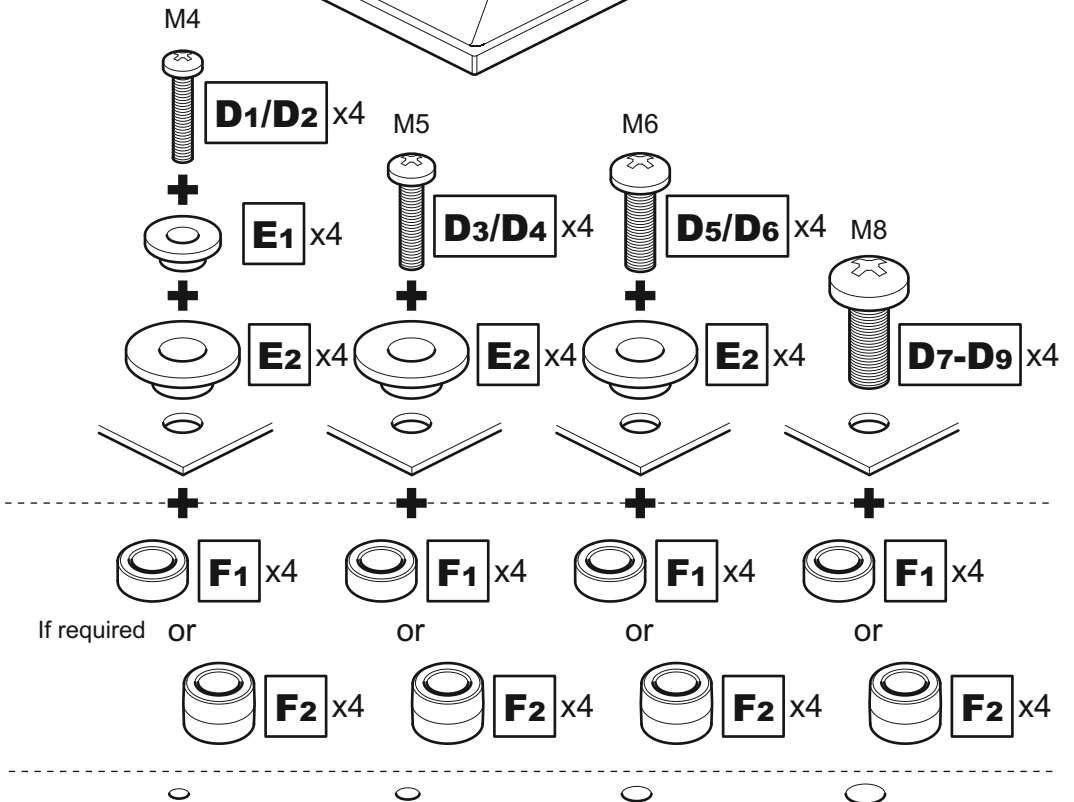 M4
D1/D2 x4
M5
M6
E1 x4
D3/D4 x4
D5/D6 x4
M8
E2 x4
E2 x4
E2 x4
D7-D9 x4
F1 x4
F1 x4
F1 x4
F1 x4
If required or
or
or
or
F2 x4
F2 x4
F2 x4
F2 x4